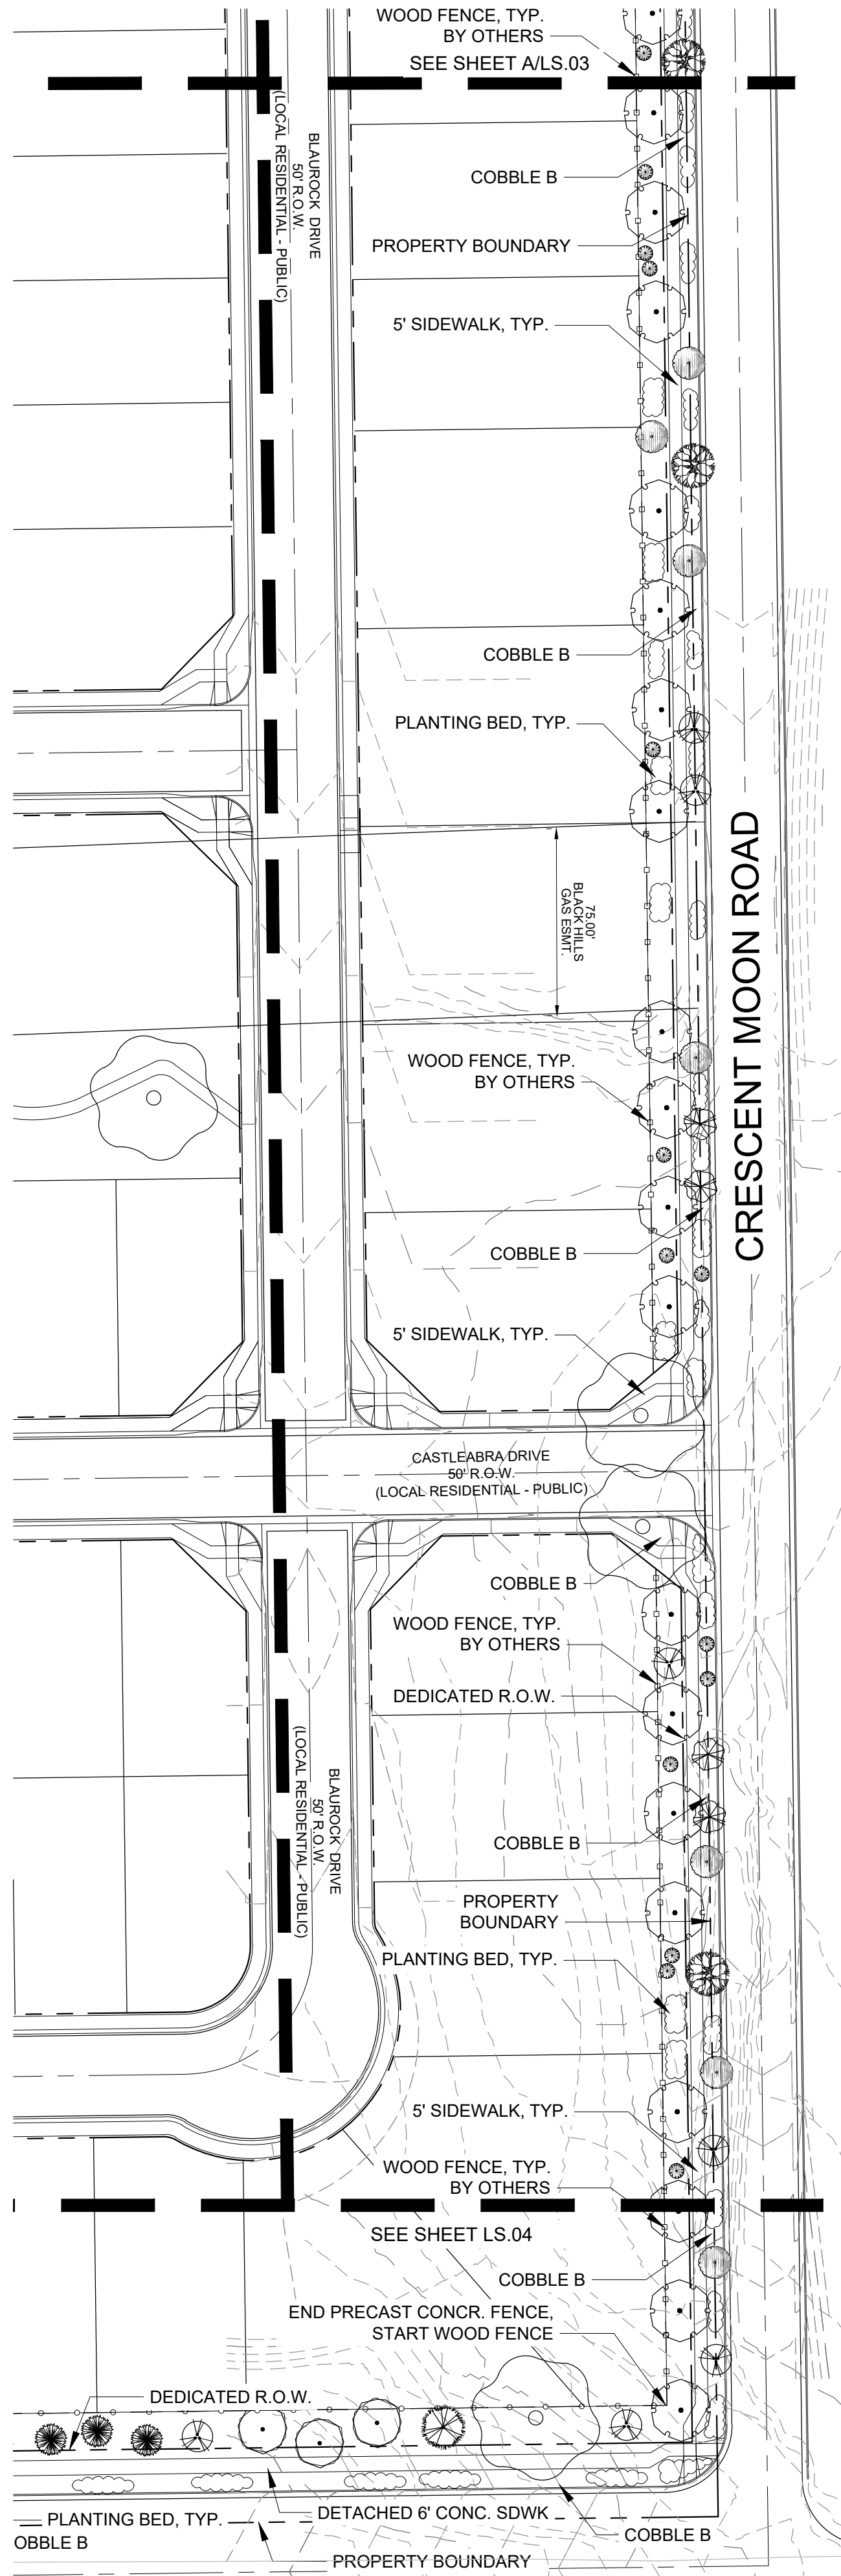 WOOD FENCE, TYP.
BY OTHERS
SEE SHEET A/LS.03
BLAUROCK DRIVE
50' R.O.W.
(LOCAL RESIDENTIAL - PUBLIC)
COBBLE B
PROPERTY BOUNDARY
5' SIDEWALK, TYP.
COBBLE B
PLANTING BED, TYP.
CRESCENT MOON ROAD
75.00'
BLACK HILLS
GAS ESMT.
WOOD FENCE, TYP.
BY OTHERS
COBBLE B
5' SIDEWALK, TYP.
CASTLEABRA DRIVE
50' R.O.W.
(LOCAL RESIDENTIAL - PUBLIC)
COBBLE B
WOOD FENCE, TYP.
BY OTHERS
DEDICATED R.O.W.
BLAUROCK DRIVE
50' R.O.W.
(LOCAL RESIDENTIAL - PUBLIC)
COBBLE B
PROPERTY
BOUNDARY
PLANTING BED, TYP.
5' SIDEWALK, TYP.
WOOD FENCE, TYP.
BY OTHERS
SEE SHEET LS.04
COBBLE B
END PRECAST CONCR. FENCE,
START WOOD FENCE
DEDICATED R.O.W.
DETACHED 6' CONC. SDWK
PLANTING BED, TYP.
OBBLE B
COBBLE B
PROPERTY BOUNDARY